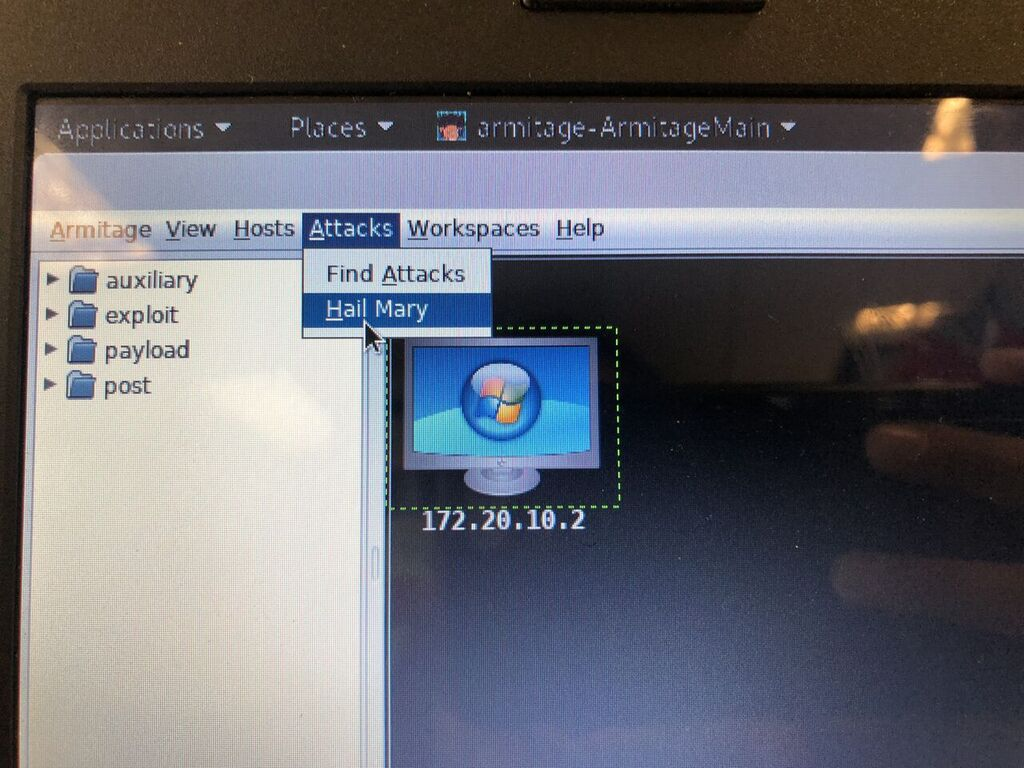 Applications Places armitage-ArmitageMain
Armitage View Hosts Attacks Workspaces Help
Find Attacks
Hail Mary
auxiliary
exploit
payload
post
172.20.10.2